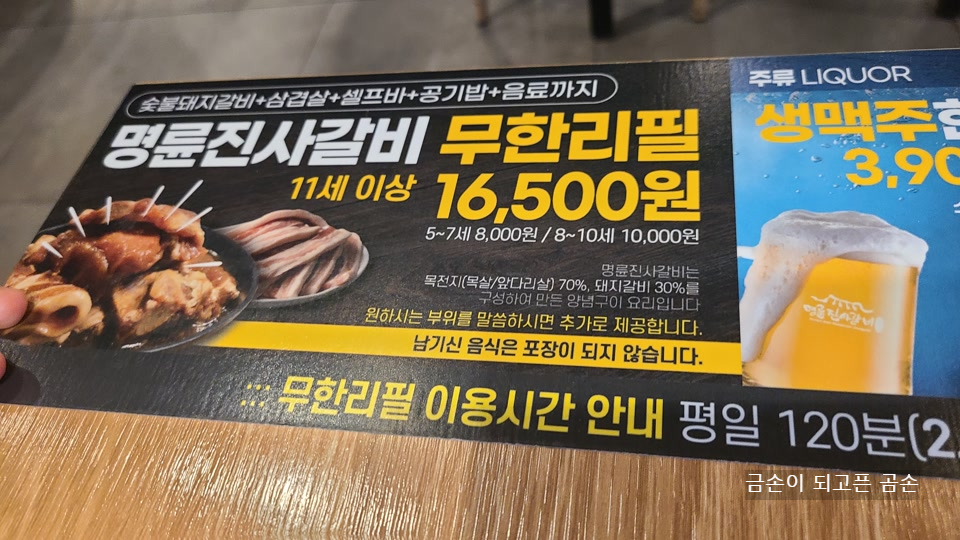 숯불돼지갈비+삼겹살+셀프바+공기밥+음료까지
명륜진사갈비 무한리필
11세 이상 16,500원
5~7세 8,000원 / 8~10세 10,000원
명륜진사갈비는
목전지(목살/앞다리살) 70%, 돼지갈비 30%를
구성하여 만든 양념구이 요리입니다
원하시는 부위를 말씀하시면 추가로 제공합니다.
남기신 음식은 포장이 되지 않습니다.
::: 무한리필 이용시간 안내 평일 120분(2
주류 LIQUOR
생맥주
3,90
명륜진사갈비
금손이 되고픈 곰손